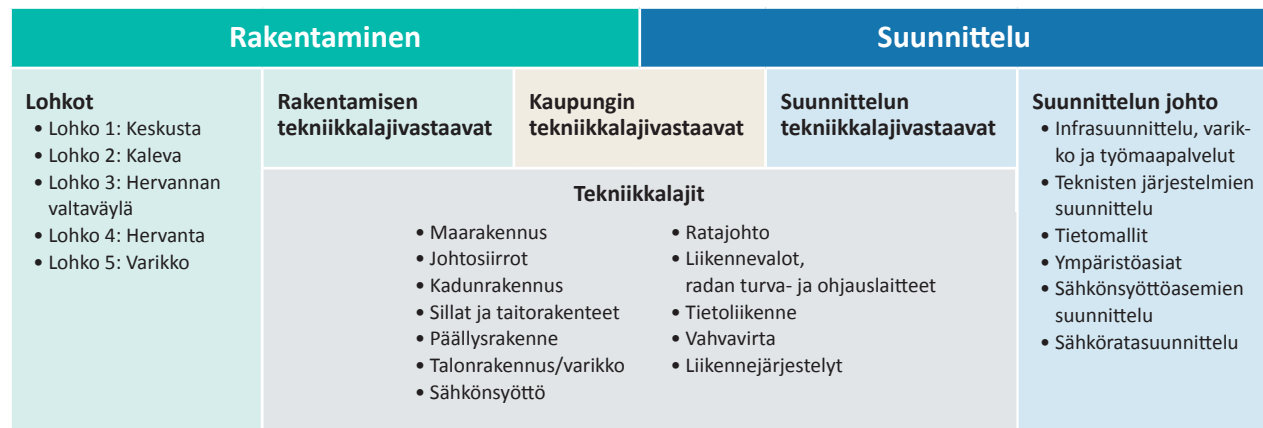 Rakentaminen
Suunnittelu
Lohkot
• Lohko 1: Keskusta
• Lohko 2: Kaleva
• Lohko 3: Hervannan
valtaväylä
• Lohko 4: Hervanta
• Lohko 5: Varikko
Rakentamisen
tekniikkalajivastaavat
Kaupungin
tekniikkalajivastaavat
Suunnittelun
tekniikkalajivastaavat
Tekniikkalajit
• Maarakennus
• Johtosiirrot
• Kadunrakennus
• Sillat ja taitorakenteet
• Päällysrakenne
• Talonrakennus/varikko
• Sähkönsyöttö
• Ratajohto
• Liikennevalot,
radan turva- ja ohjauslaitteet
• Tietoliikenne
• Vahvavirta
• Liikennejärjestelyt
Suunnittelun johto
• Infrasuunnittelu, varik-
ko ja työmaapalvelut
• Teknisten järjestelmien
suunnittelu
• Tietomallit
• Ympäristöasiat
• Sähkönsyöttöasemien
suunnittelu
• Sähköratasuunnittelu